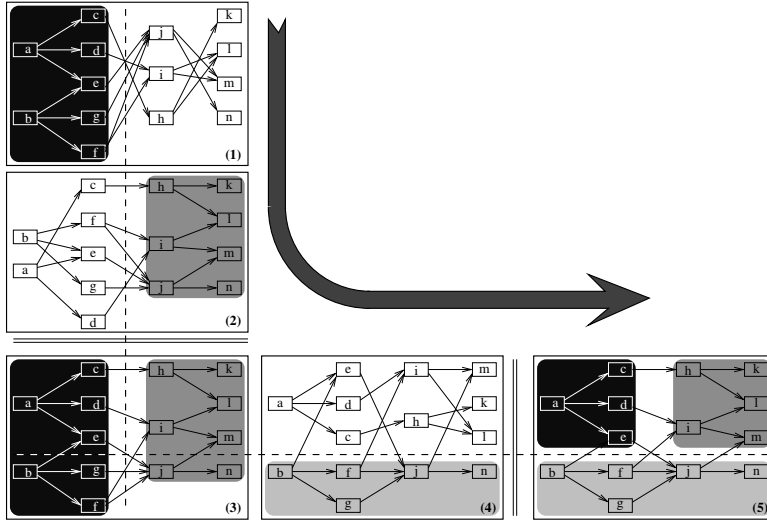 c k
j
a d l
i
e m
b g h n
f (1)
c h k
f l
b
e i m
a
g j n
d (2)
c h k
a d l
i
e m
b g j n
f (3)
e i m
a d k
h
c l
b f j n
g (4)
c h k
a d l
i
e m
b f j n
g (5)